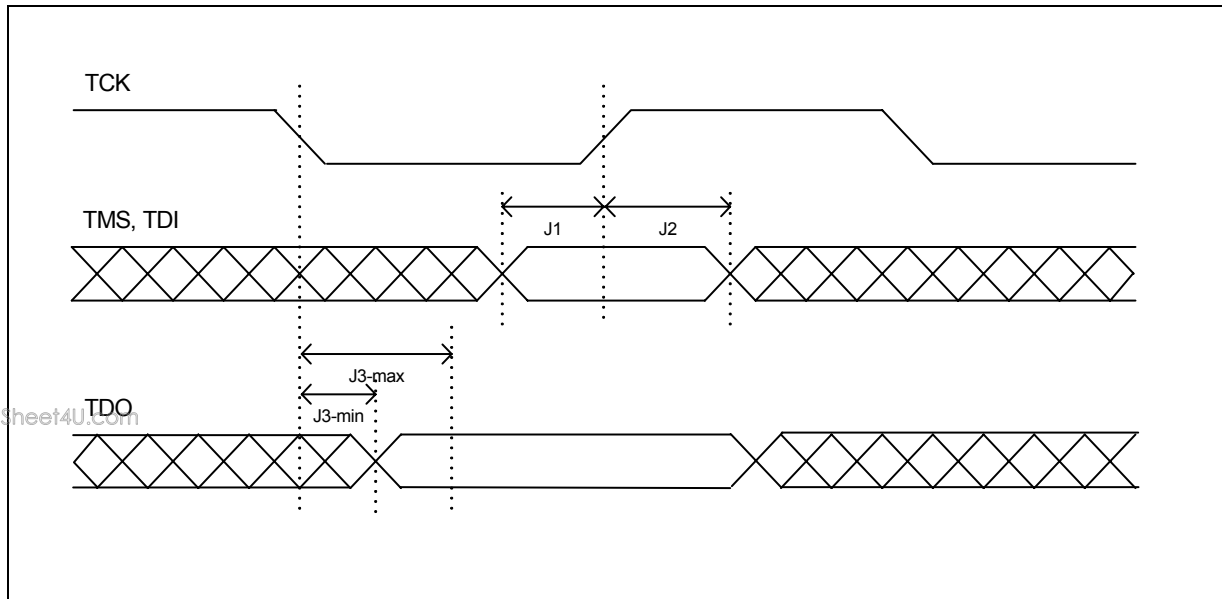 TCK
TMS, TDI
J1
J2
J3-max
J3-min
TDO
Sheet4U.com